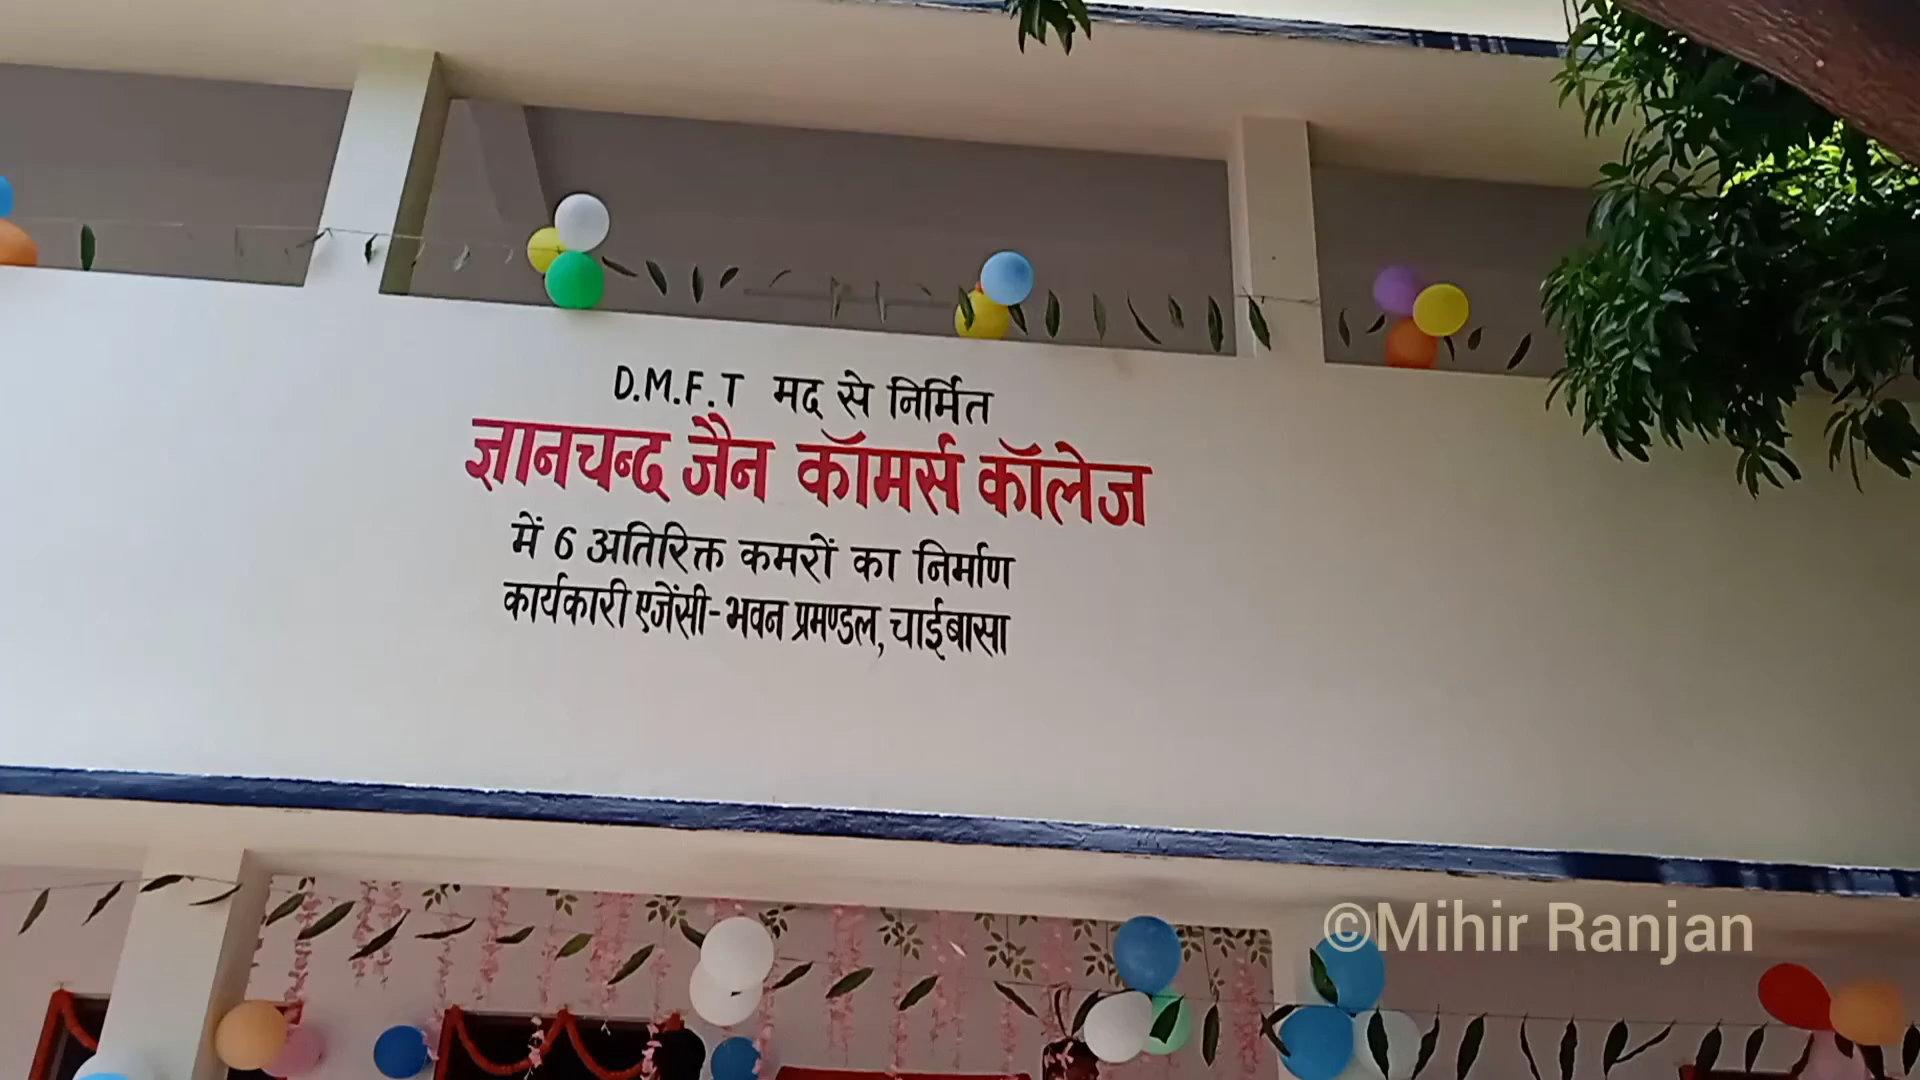 D.M.F.T मद से निर्मित
ज्ञानचन्द्र जैन कॉमर्स कॉलेज
में 6 अतिरिक्त कमरों का निर्माण
कार्यकारी एजेंसी-भवन प्रमण्डल, चाईबासा
©Mihir Ranjan